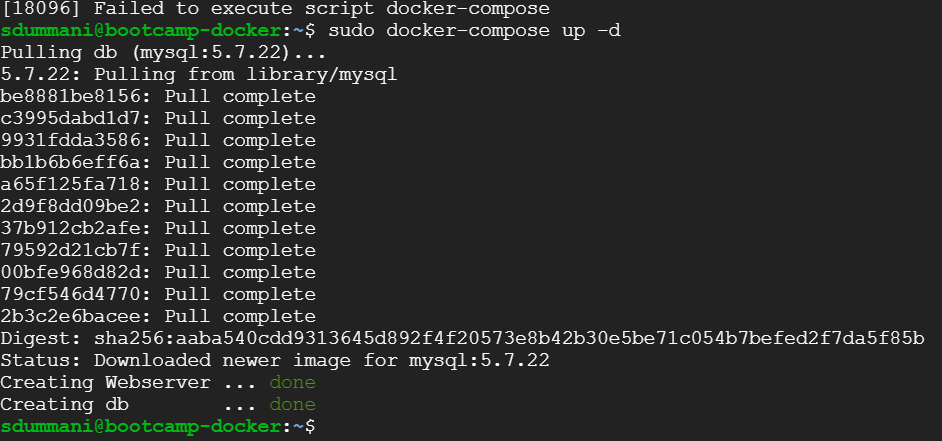 [18096] Failed to execute script docker-compose
sdummani@bootcamp-docker:~$ sudo docker-compose up -d
Pulling db (mysql:5.7.22)...
5.7.22: Pulling from library/mysql
be8881be8156: Pull complete
c3995dabd1d7: Pull complete
9931fdda3586: Pull complete
bb1b6b6eff6a: Pull complete
a65f125fa718: Pull complete
2d9f8dd09be2: Pull complete
37b912cb2afe: Pull complete
79592d21cb7f: Pull complete
00bfe968d82d: Pull complete
79cf546d4770: Pull complete
2b3c2e6bacee: Pull complete
Digest: sha256:aaba540cdd9313645d892f4f20573e8b42b30e5be71c054b7befed2f7da5f85b
Status: Downloaded newer image for mysql:5.7.22
Creating Webserver ... done
Creating db        ... done
sdummani@bootcamp-docker:~$